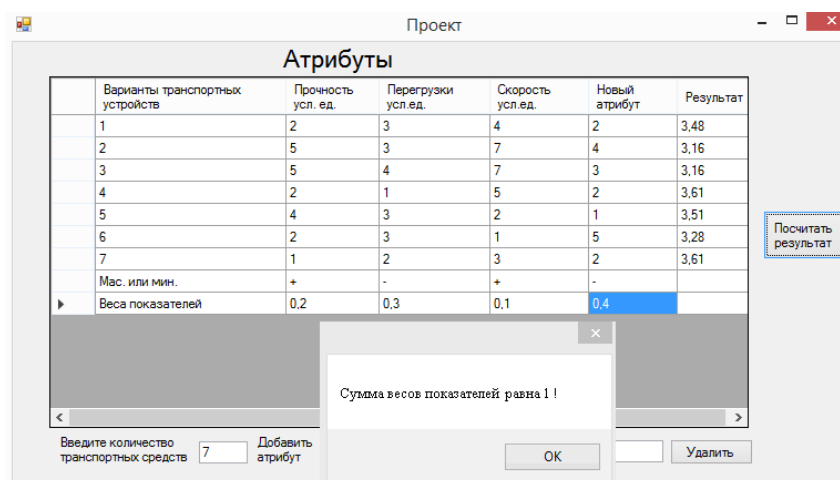 Проект
Атрибуты
Варианты транспортных устройств Прочность усл. ед. Перегрузки усл.ед. Скорость усл.ед. Новый атрибут Результат
1 2 3 4 2 3,48
2 5 3 7 4 3,16
3 5 4 7 3 3,16
4 2 1 5 2 3,61
5 4 3 2 1 3,51
6 2 3 1 5 3,28
7 1 2 3 2 3,61
Мас. или мин. + - + -
Веса показателей 0,2 0,3 0,1 0,4
Посчитать
результат
Сумма весов показателей равна 1 !
OK
Введите количество
транспортных средств
7
Добавить
атрибут
Удалить